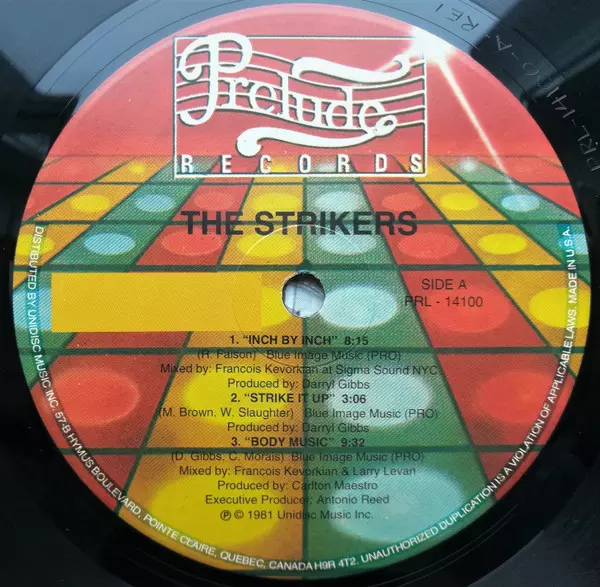 Prelude
RECORDS
THE STRIKERS
SIDE A
PRL - 14100
1. "INCH BY INCH" 8:15
(R. Faison) Blue Image Music (PRO)
Mixed by: Francois Kevorkian at Sigma Sound NYC.
Produced by: Darryl Gibbs
2. "STRIKE IT UP" 3:06
(M. Brown. W. Slaughter) Blue Image Music (PRO)
Produced by: Darryl Gibbs
3. "BODY MUSIC" 9:32
(D. Gibbs, C. Morais) Blue Image Music (PRO)
Mixed by: Francois Kevorkian & Larry Levan
Produced by: Carlton Maestro
Executive Producer: Antonio Reed
℗ © 1981 Unidisc Music Inc.
DISTIBUTED BY UNIDISC MUSIC INC. 57-B HYMUS BOULEVARD, POINTE CLAIRE, QUEBEC, CANADA H9R 4T2. UNAUTHORIZED DUPLICATION IS A VIOLATION OF APPLICABLE LAWS. MADE IN U.S.A.